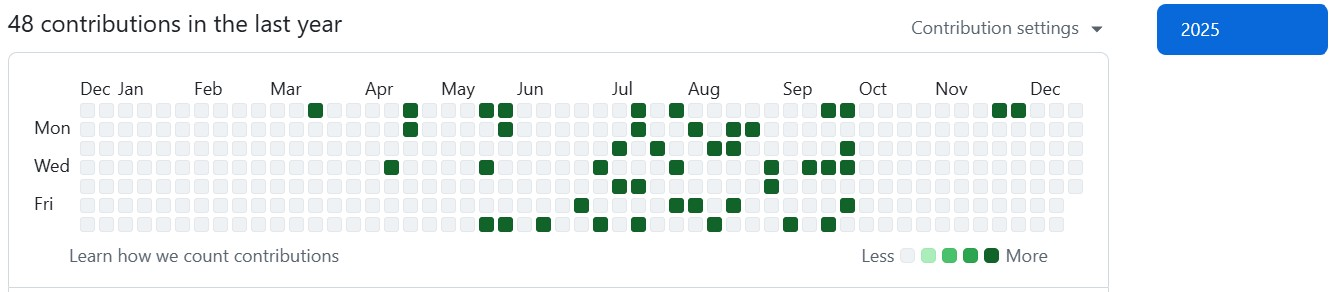 48 contributions in the last year
Contribution settings
2025
Dec Jan Feb Mar Apr May Jun Jul Aug Sep Oct Nov Dec
Mon
Wed
Fri
Learn how we count contributions
Less More